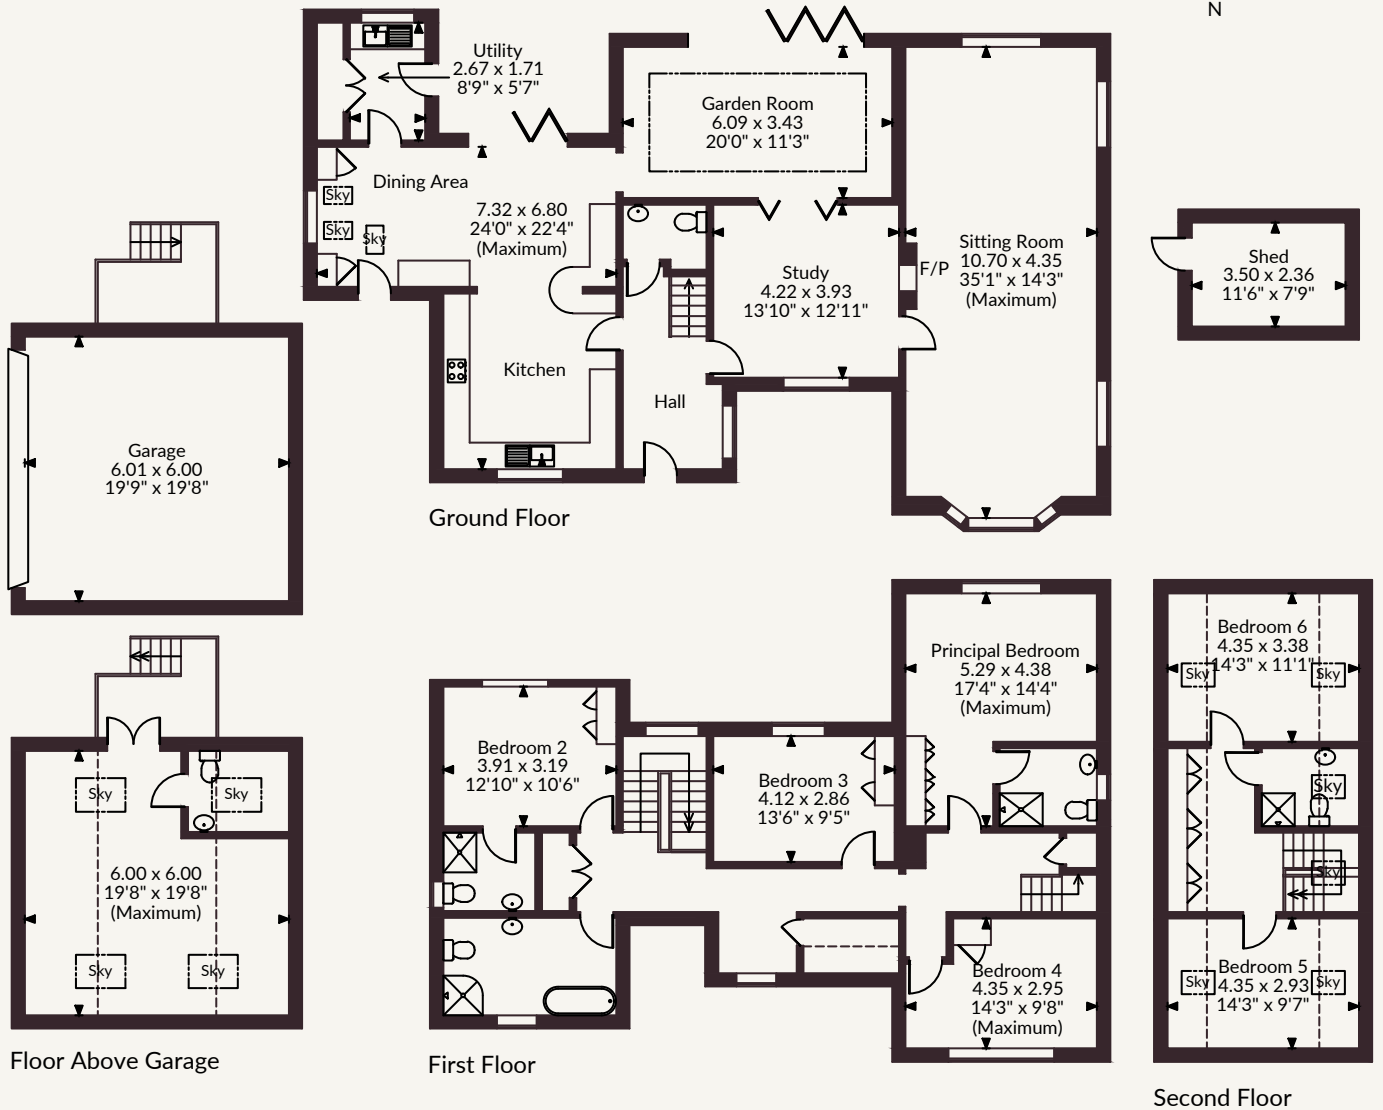 N
Utility
2.67 x 1.71
8'9" x 5'7"
Garden Room
6.09 x 3.43
20'0" x 11'3"
Dining Area
Sky
Sky
Sky
7.32 x 6.80
24'0" x 22'4"
(Maximum)
Study
4.22 x 3.93
13'10" x 12'11"
F/P
Sitting Room
10.70 x 4.35
35'1" x 14'3"
(Maximum)
Shed
3.50 x 2.36
11'6" x 7'9"
Kitchen
Hall
Garage
6.01 x 6.00
19'9" x 19'8"
Ground Floor
Sky
Sky
6.00 x 6.00
19'8" x 19'8"
(Maximum)
Sky
Sky
Floor Above Garage
Bedroom 2
3.91 x 3.19
12'10" x 10'6"
Bedroom 3
4.12 x 2.86
13'6" x 9'5"
Principal Bedroom
5.29 x 4.38
17'4" x 14'4"
(Maximum)
Bedroom 4
4.35 x 2.95
14'3" x 9'8"
(Maximum)
First Floor
Bedroom 6
4.35 x 3.38
14'3" x 11'1"
Sky
Sky
Sky
Sky
Bedroom 5
4.35 x 2.93
14'3" x 9'7"
Sky
Sky
Second Floor